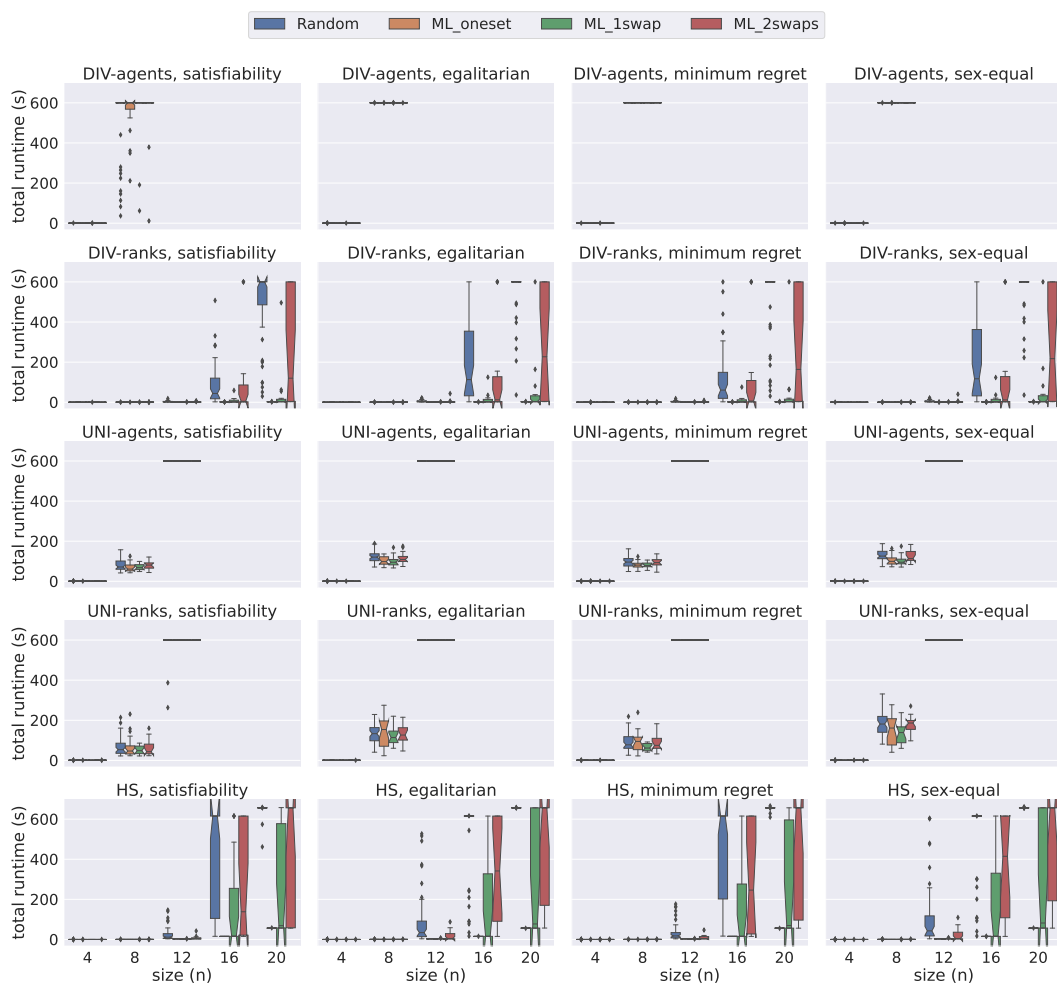 Random ML_oneset ML_1swap ML_2swaps
DIV-agents, satisfiability DIV-agents, egalitarian DIV-agents, minimum regret DIV-agents, sex-equal
total runtime (s)
600
400
200
0
DIV-ranks, satisfiability DIV-ranks, egalitarian DIV-ranks, minimum regret DIV-ranks, sex-equal
total runtime (s)
600
400
200
0
UNI-agents, satisfiability UNI-agents, egalitarian UNI-agents, minimum regret UNI-agents, sex-equal
total runtime (s)
600
400
200
0
UNI-ranks, satisfiability UNI-ranks, egalitarian UNI-ranks, minimum regret UNI-ranks, sex-equal
total runtime (s)
600
400
200
0
HS, satisfiability HS, egalitarian HS, minimum regret HS, sex-equal
total runtime (s)
600
400
200
0
4 8 12 16 20 4 8 12 16 20 4 8 12 16 20 4 8 12 16 20
size (n) size (n) size (n) size (n)